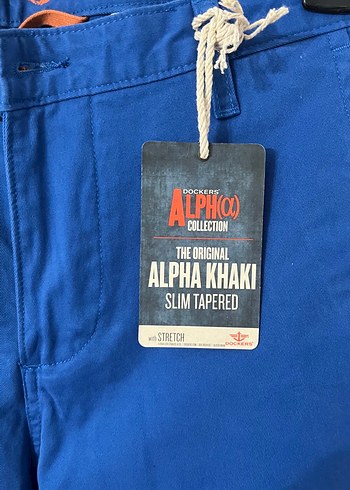 DOCKERS
ALPH(α)
COLLECTION
THE ORIGINAL
ALPHA KHAKI
SLIM TAPERED
with STRETCH
DOCKERS